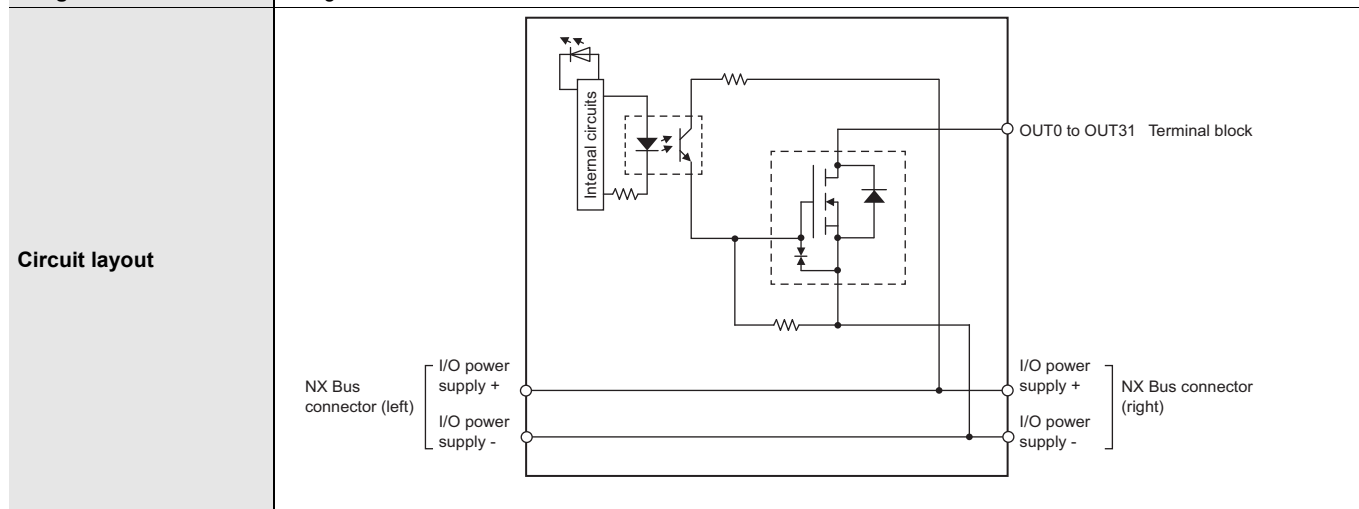 Circuit layout
Internal circuits
OUT0 to OUT31 Terminal block
NX Bus
connector (left)
I/O power
supply +
I/O power
supply -
I/O power
supply +
I/O power
supply -
NX Bus connector
(right)